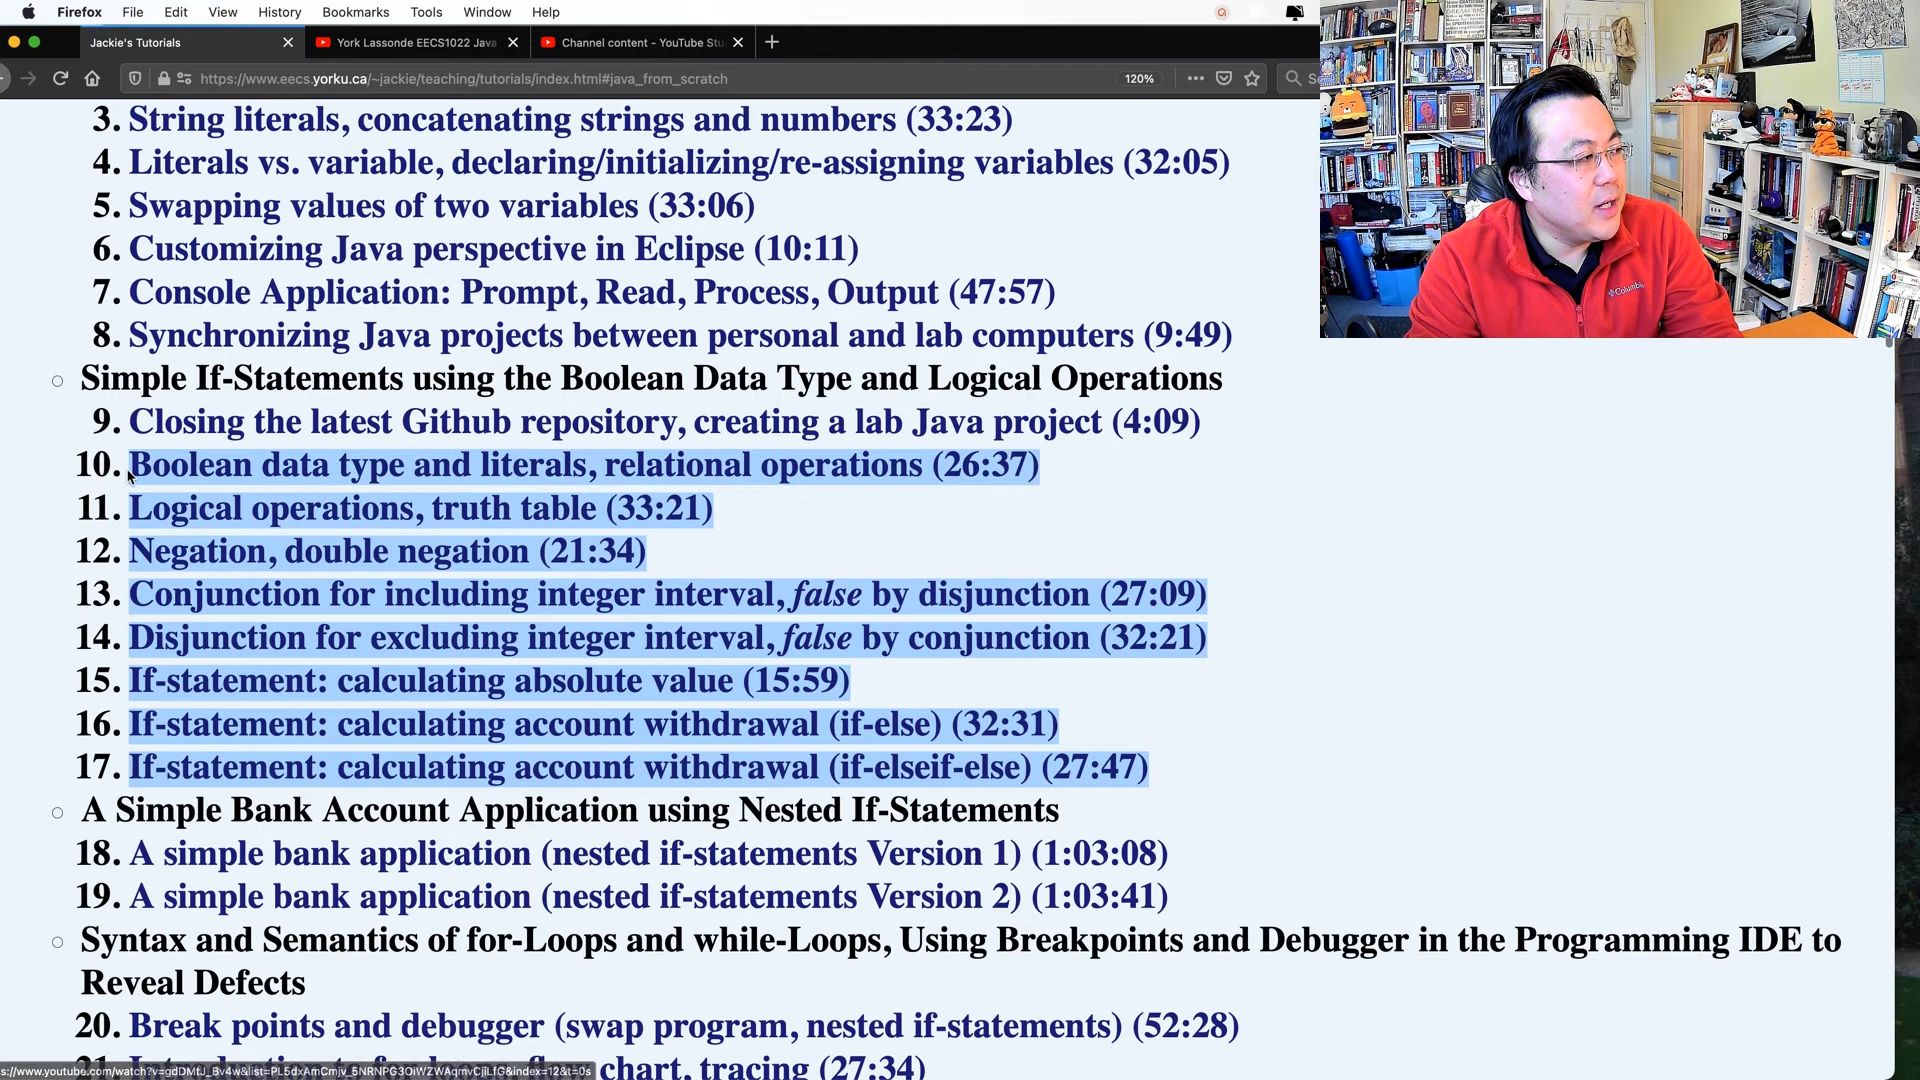 Firefox File Edit View History Bookmarks Tools Window Help
Jackie's Tutorials
York Lassonde EECS1022 Java
Channel content - YouTube Stu
https://www.eecs.yorku.ca/~jackie/teaching/tutorials/index.html#java_from_scratch
120%
3. String literals, concatenating strings and numbers (33:23)
4. Literals vs. variable, declaring/initializing/re-assigning variables (32:05)
5. Swapping values of two variables (33:06)
6. Customizing Java perspective in Eclipse (10:11)
7. Console Application: Prompt, Read, Process, Output (47:57)
8. Synchronizing Java projects between personal and lab computers (9:49)
Simple If-Statements using the Boolean Data Type and Logical Operations
9. Closing the latest Github repository, creating a lab Java project (4:09)
10. Boolean data type and literals, relational operations (26:37)
11. Logical operations, truth table (33:21)
12. Negation, double negation (21:34)
13. Conjunction for including integer interval, false by disjunction (27:09)
14. Disjunction for excluding integer interval, false by conjunction (32:21)
15. If-statement: calculating absolute value (15:59)
16. If-statement: calculating account withdrawal (if-else) (32:31)
17. If-statement: calculating account withdrawal (if-elseif-else) (27:47)
A Simple Bank Account Application using Nested If-Statements
18. A simple bank application (nested if-statements Version 1) (1:03:08)
19. A simple bank application (nested if-statements Version 2) (1:03:41)
Syntax and Semantics of for-Loops and while-Loops, Using Breakpoints and Debugger in the Programming IDE to
Reveal Defects
20. Break points and debugger (swap program, nested if-statements) (52:28)
chart, tracing (27:34)
Columbia